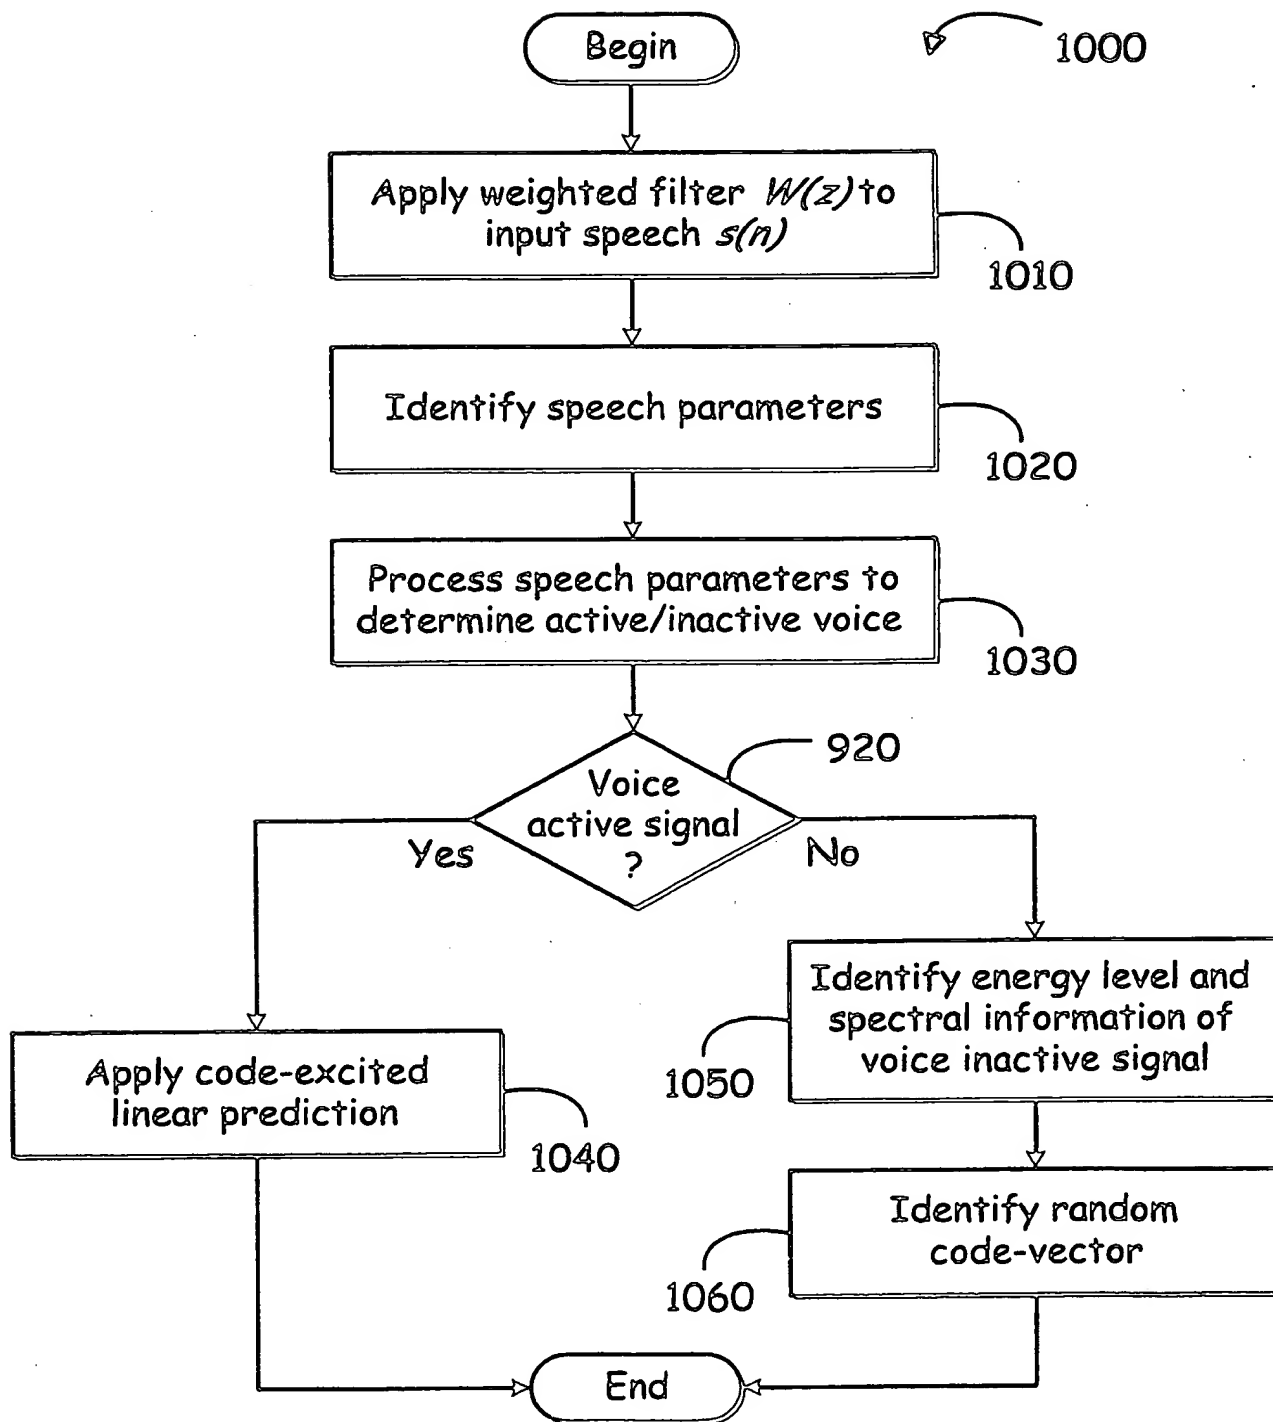 Begin
1000
Apply weighted filter W(z) to
input speech s(n)
1010
Identify speech parameters
1020
Process speech parameters to
determine active/inactive voice
1030
920
Voice
active signal
?
Yes
No
Identify energy level and
spectral information of
voice inactive signal
1050
Apply code-excited
linear prediction
1040
Identify random
code-vector
1060
End